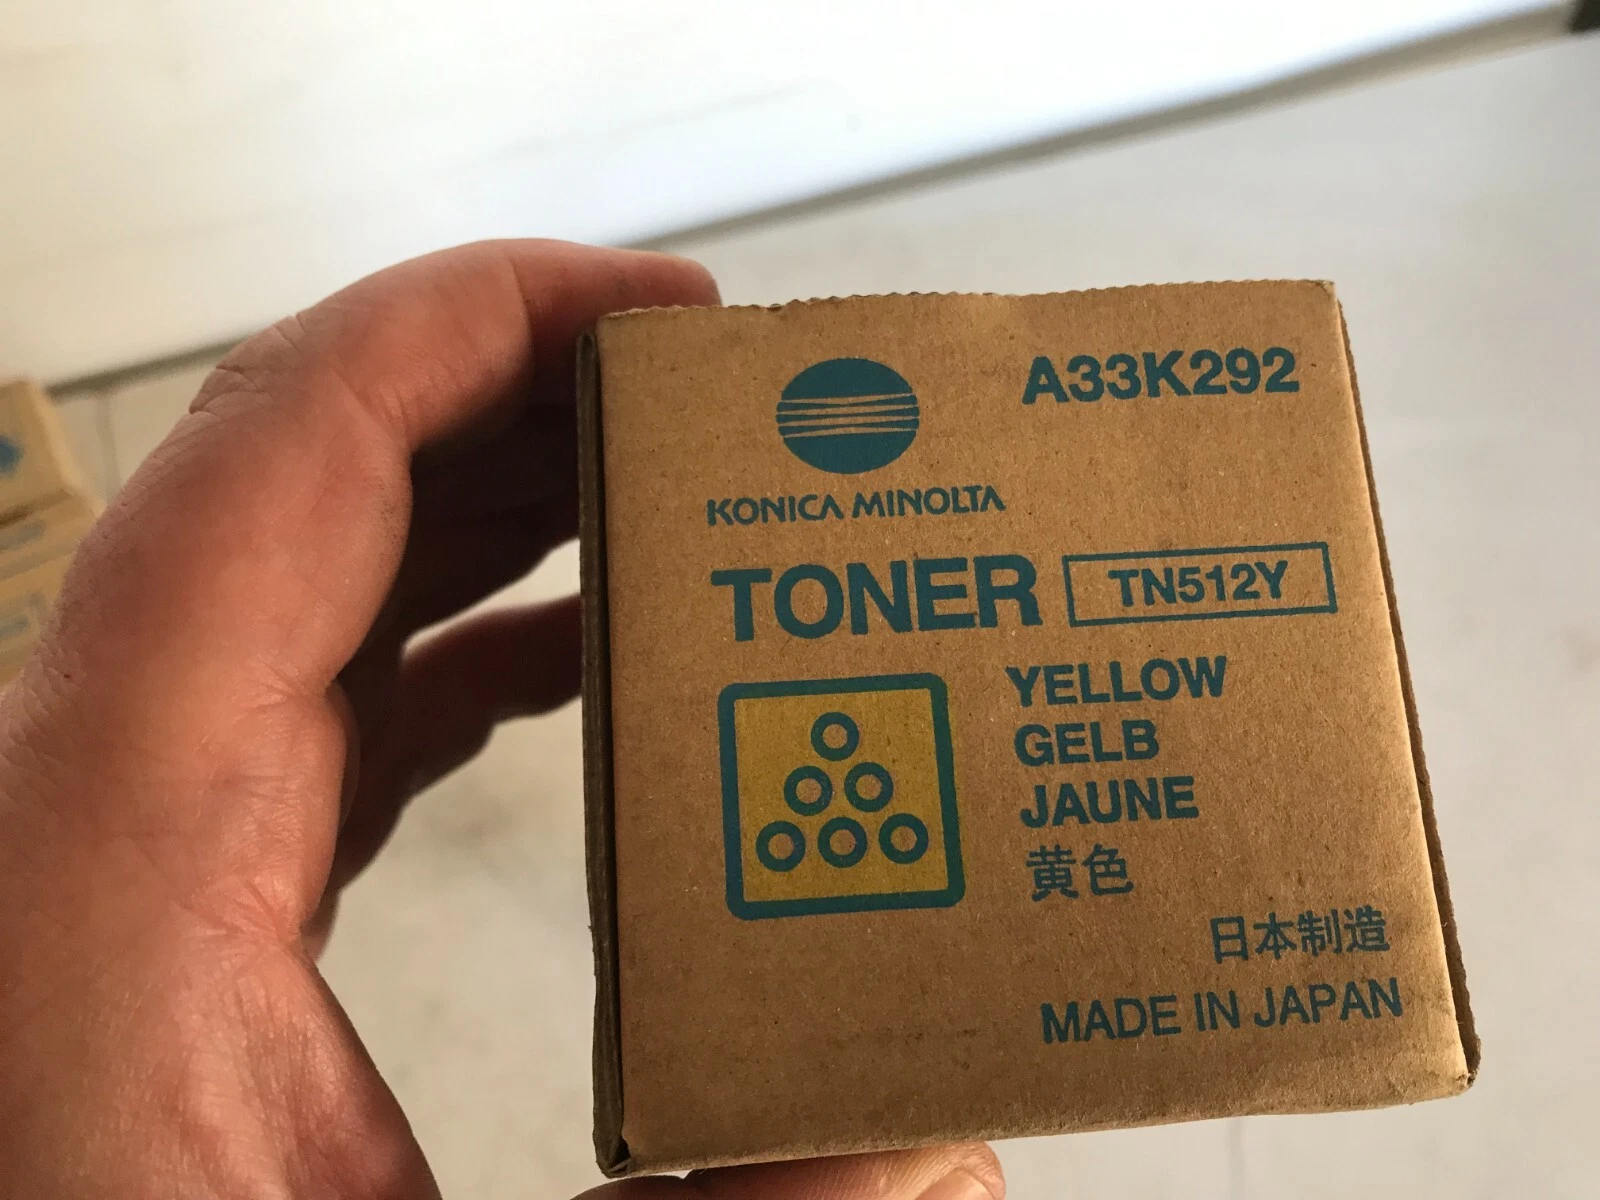 A33K292
KONICA MINOLTA
TONER TN512Y
YELLOW
GELB
JAUNE
黄色
日本制造
MADE IN JAPAN